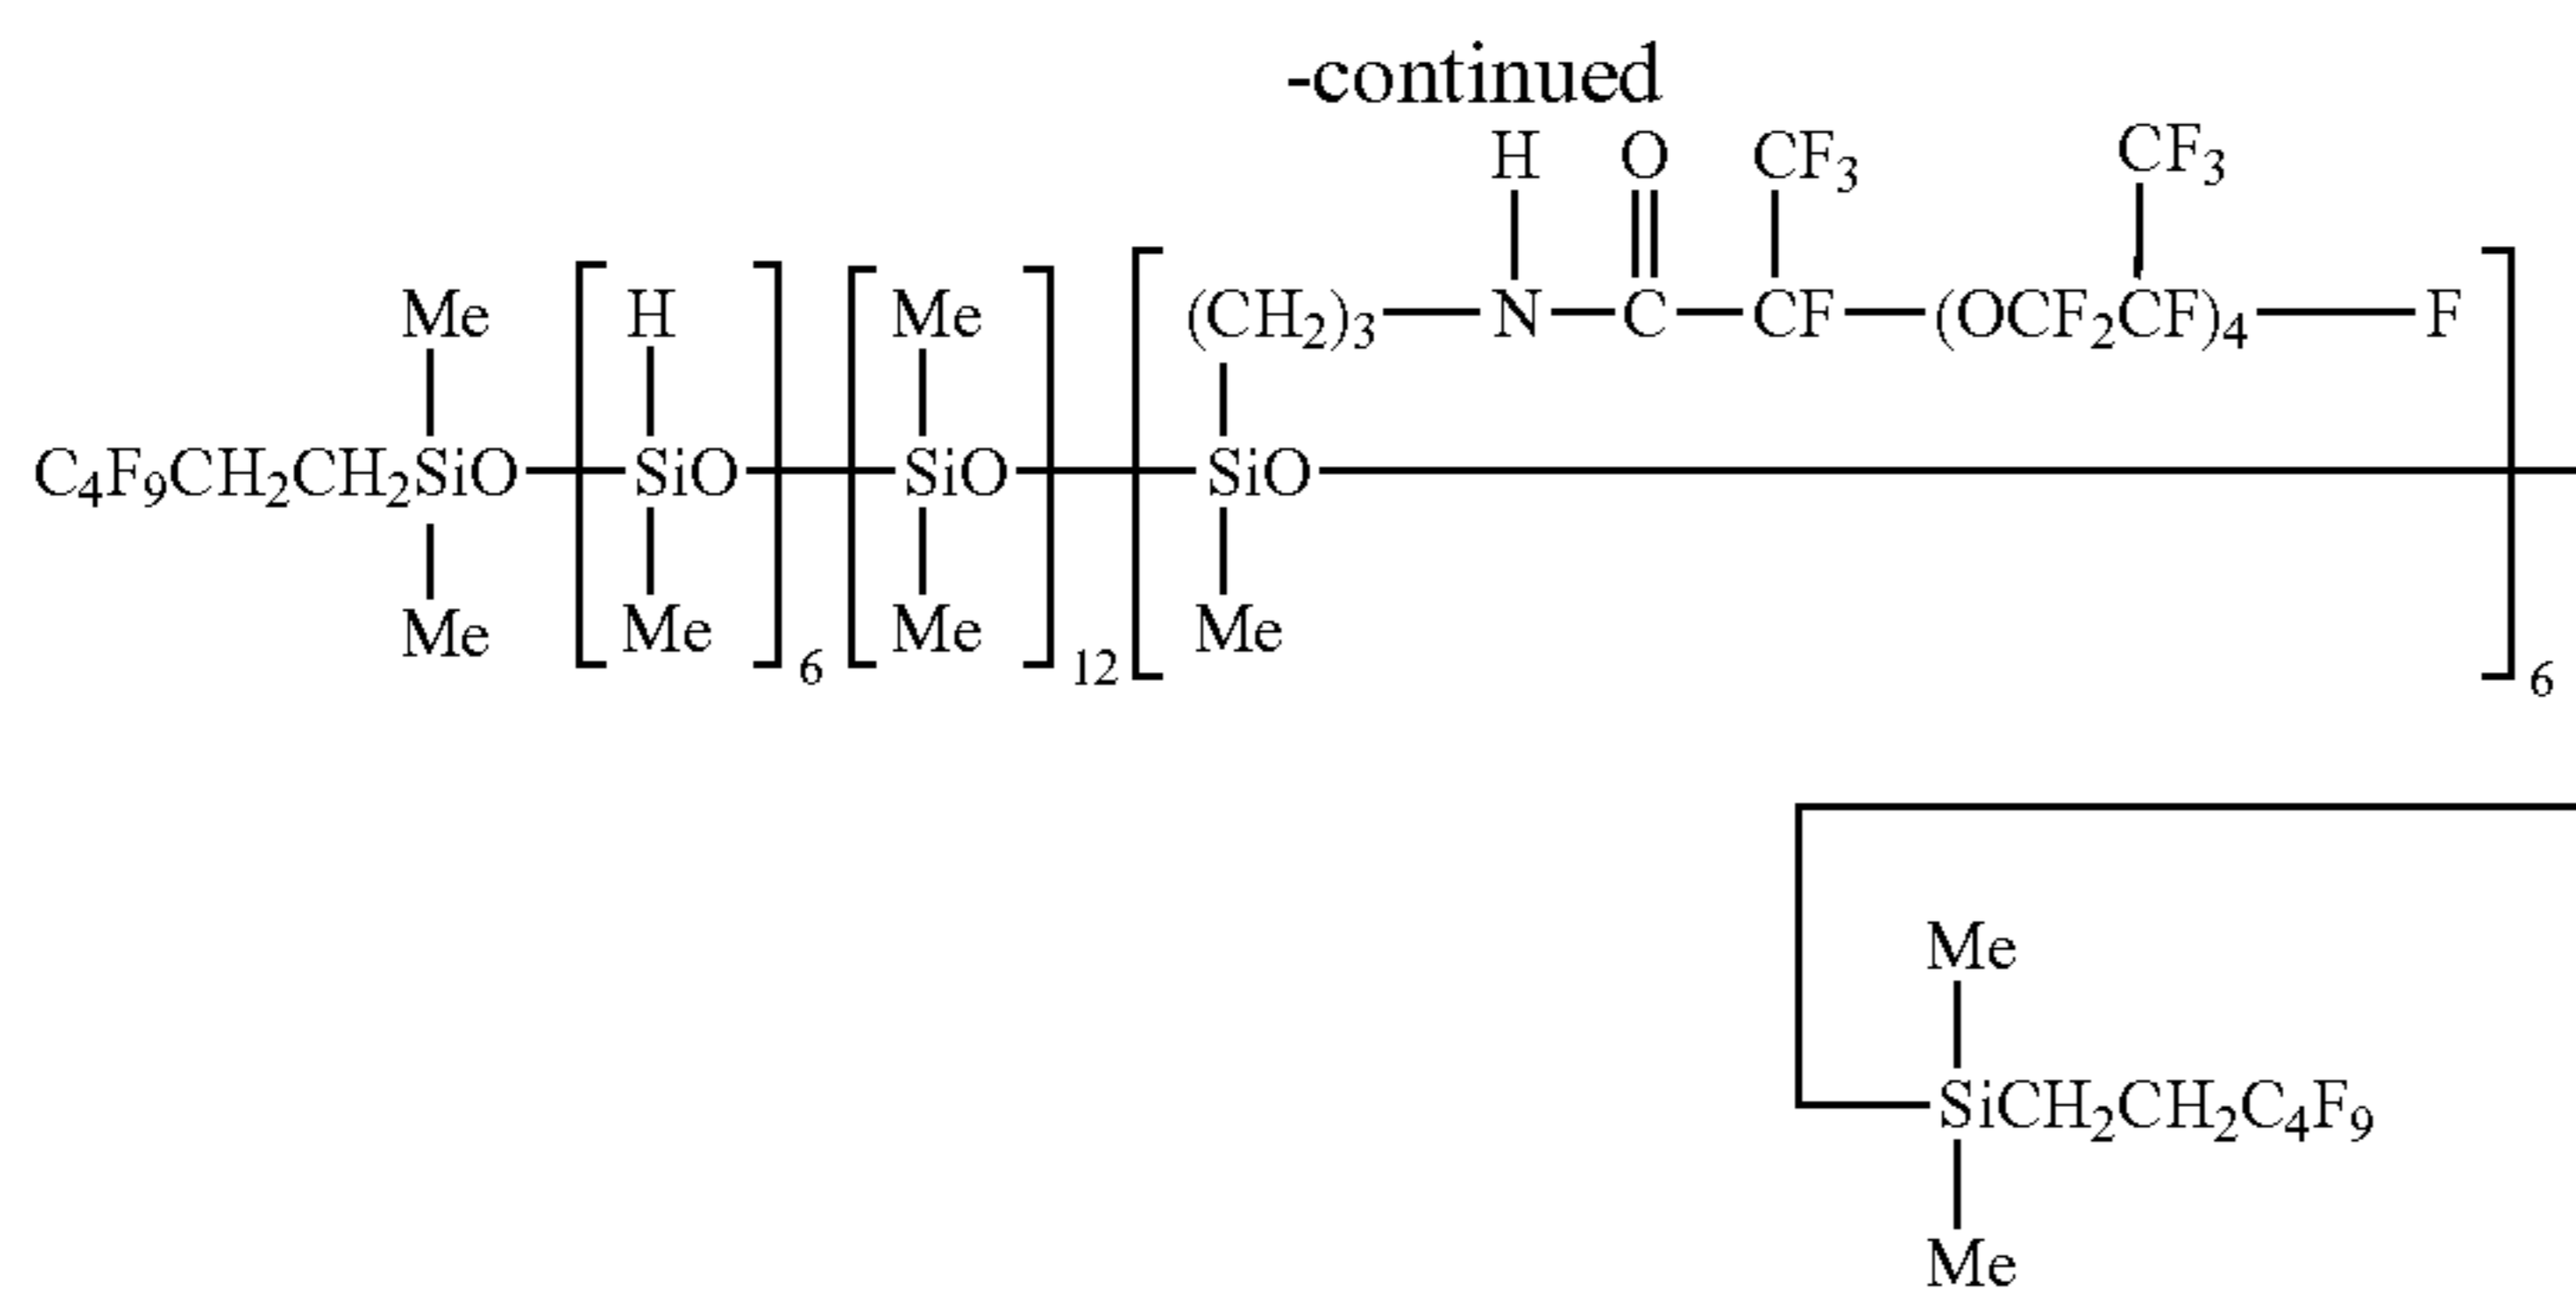 -continued
H O CF₃ CF₃
Me H Me (CH₂)₃ N C CF (OCF₂CF)₄ F
C₄F₉CH₂CH₂SiO SiO SiO SiO
Me Me Me Me
6 12 6
Me
SiCH₂CH₂C₄F₉
Me